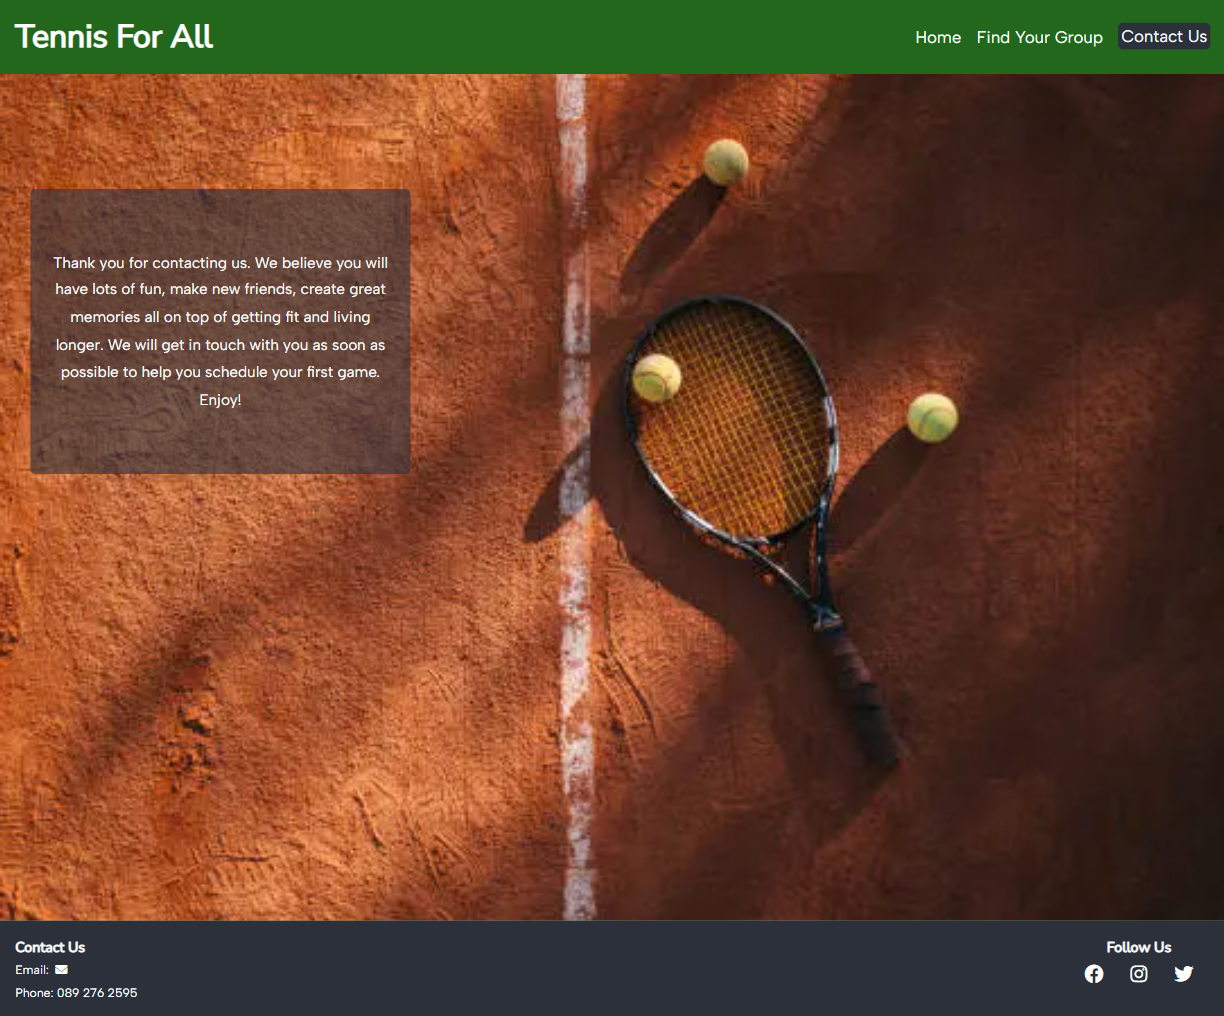 Tennis For All
Home Find Your Group Contact Us
Thank you for contacting us. We believe you will
have lots of fun, make new friends, create great
memories all on top of getting fit and living
longer. We will get in touch with you as soon as
possible to help you schedule your first game.
Enjoy!
Contact Us
Email:
Phone: 089 276 2595
Follow Us